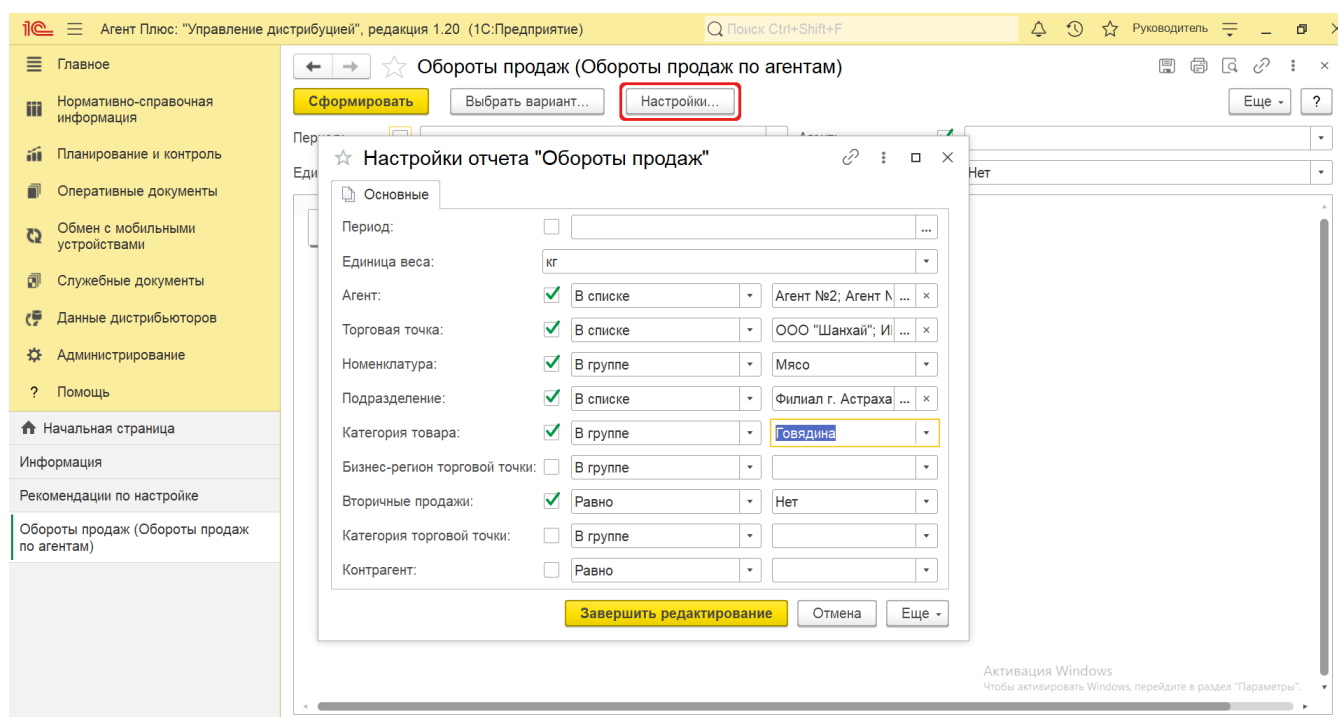 Агент Плюс: "Управление дистрибуцией", редакция 1.20 (1С:Предприятие)
Поиск Ctrl+Shift+F
Руководитель
Главное
Нормативно-справочная
информация
Планирование и контроль
Оперативные документы
Обмен с мобильными
устройствами
Служебные документы
Данные дистрибьюторов
Администрирование
? Помощь
Начальная страница
Информация
Рекомендации по настройке
Обороты продаж (Обороты продаж
по агентам)
Обороты продаж (Обороты продаж по агентам)
Сформировать
Выбрать вариант...
Настройки...
Еще
?
Еди
Нет
Настройки отчета "Обороты продаж"
Основные
Период:
...
Единица веса: кг
Агент: В списке Агент №2; Агент ...
Торговая точка: В списке ООО "Шанхай"; ...
Номенклатура: В группе Мясо
Подразделение: В списке Филиал г. Астраха ...
Категория товара: В группе Говядина
Бизнес-регион торговой точки: В группе
Вторичные продажи: Равно Нет
Категория торговой точки: В группе
Контрагент: Равно
Завершить редактирование
Отмена
Еще
Активация Windows
Чтобы активировать Windows, перейдите в раздел "Параметры".